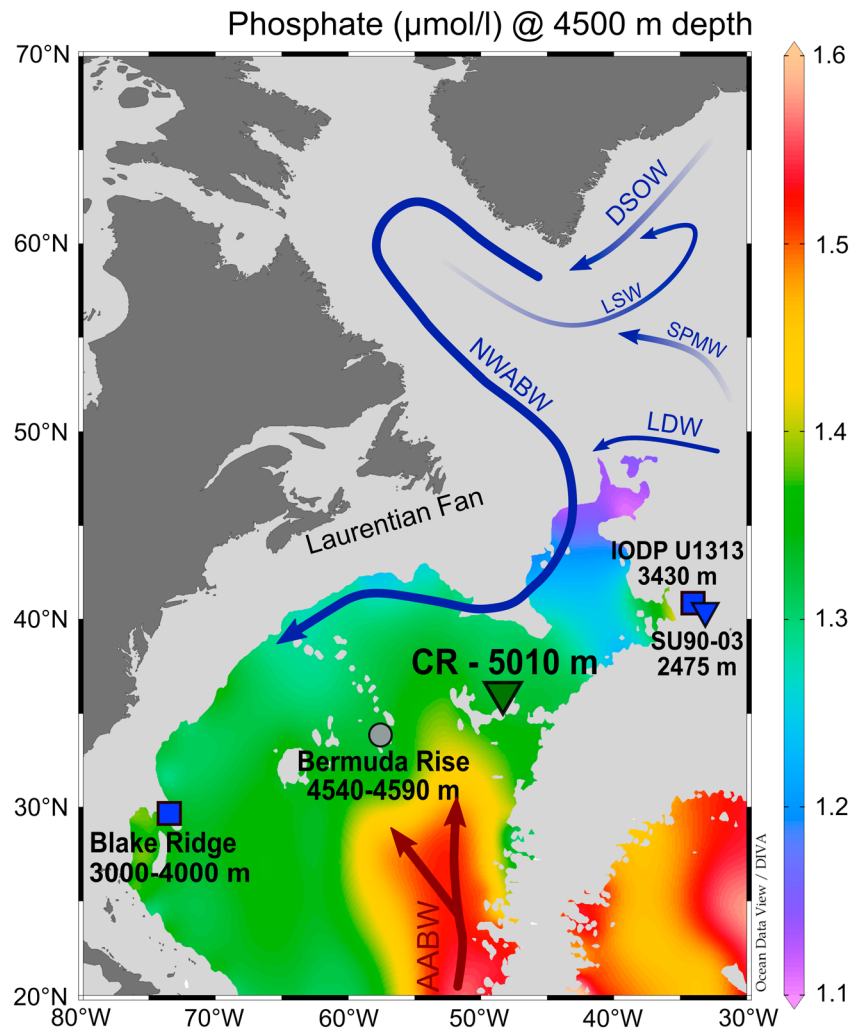 Phosphate (µmol/l) @ 4500 m depth
70°N
60°N
50°N
40°N
30°N
20°N
80°W
70°W
60°W
50°W
40°W
30°W
1.6
1.5
1.4
1.3
1.2
1.1
DSOW
LSW
SPMW
NWABW
LDW
Laurentian Fan
IODP U1313
3430 m
SU90-03
2475 m
CR - 5010 m
Bermuda Rise
4540-4590 m
Blake Ridge
3000-4000 m
AABW
Ocean Data View / DIVA